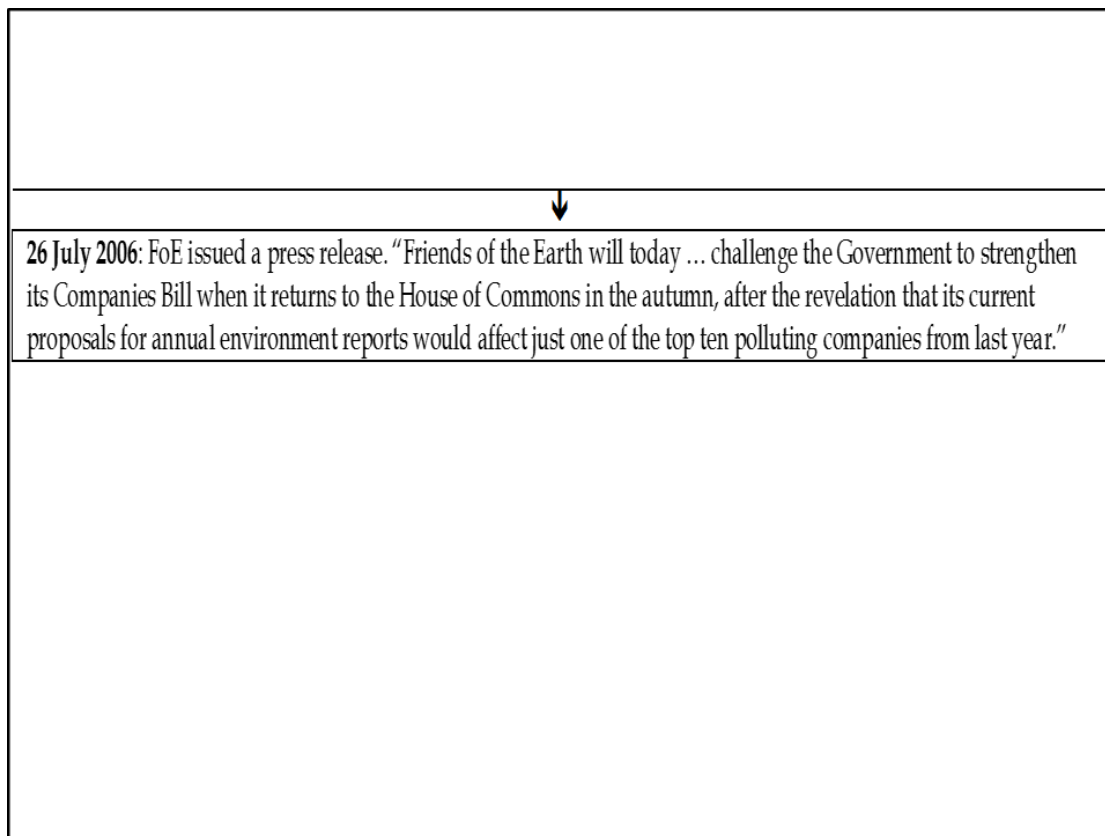 26 July 2006: FoE issued a press release. “Friends of the Earth will today … challenge the Government to strengthen
its Companies Bill when it returns to the House of Commons in the autumn, after the revelation that its current
proposals for annual environment reports would affect just one of the top ten polluting companies from last year.”